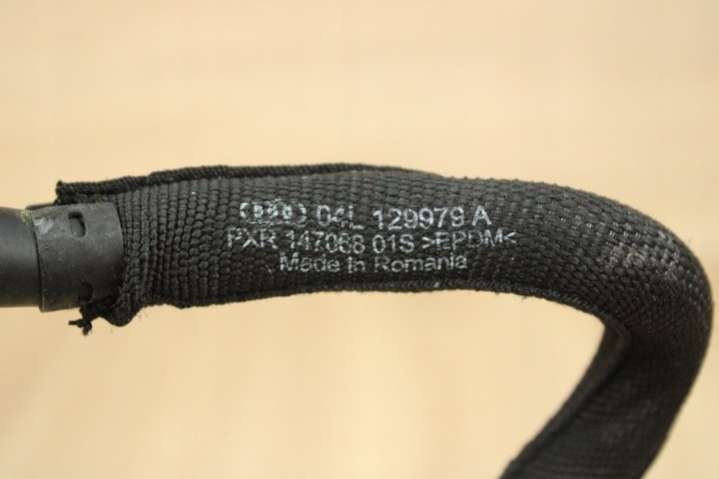 04L 129979 A
PXR 147068 01S >EPDM<
Made in Romania